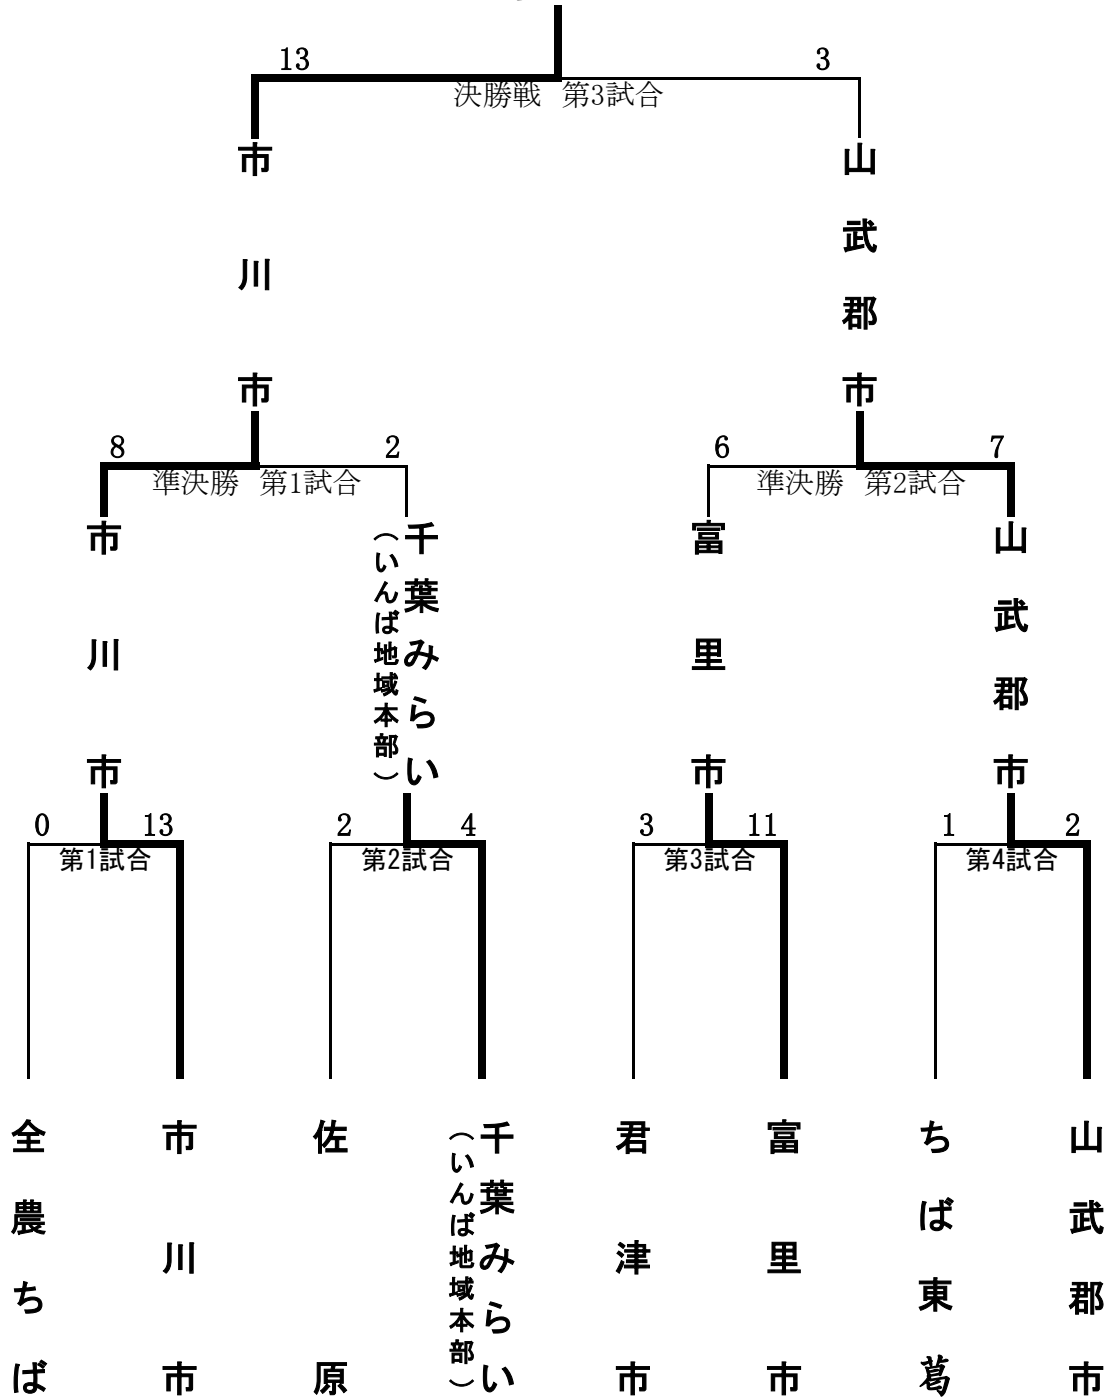 13
3
決勝戦 第3試合
市川市
山武郡市
8
2
6
7
準決勝 第1試合
準決勝 第2試合
市川市
千葉みらい
（いんば地域本部）
富里市
山武郡市
0
13
2
4
3
11
1
2
第1試合
第2試合
第3試合
第4試合
全農ちば
市川市
佐原
千葉みらい
（いんば地域本部）
君津市
富里市
ちば東葛
山武郡市